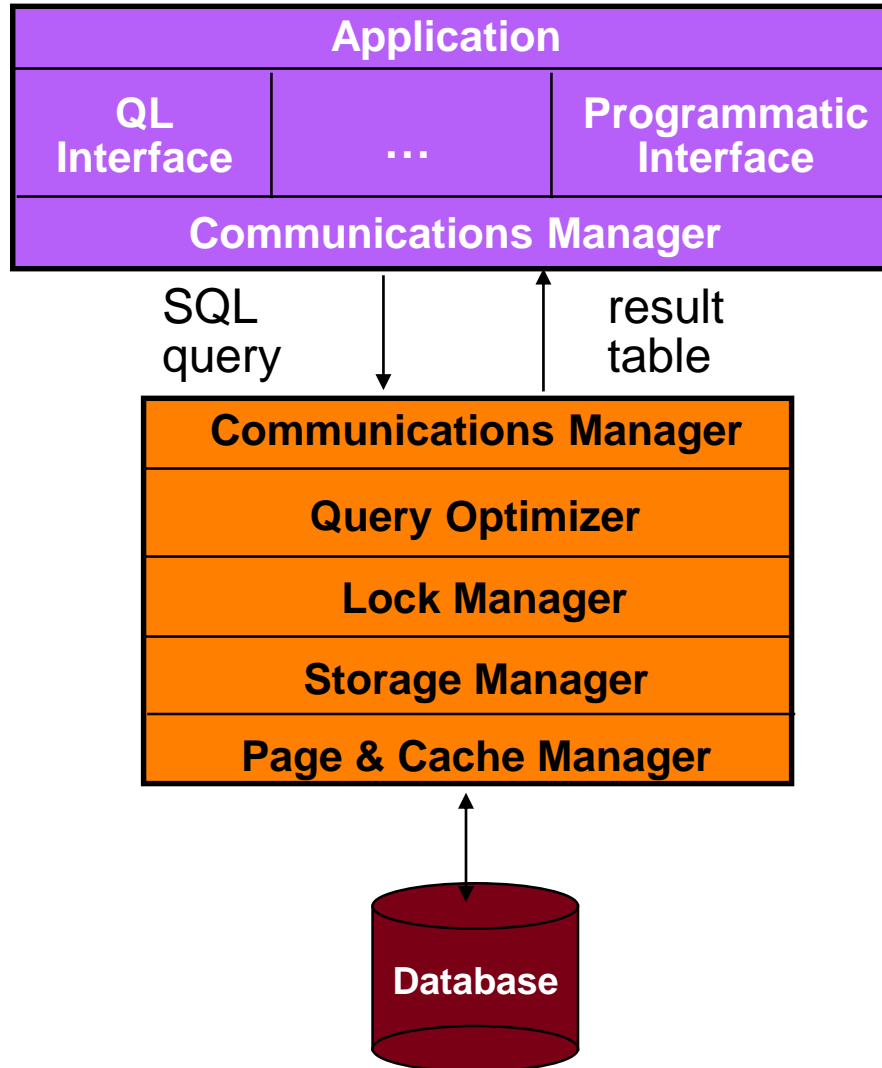 Application
QL
Interface
…
Programmatic
Interface
Communications Manager
SQL
query
result
table
Communications Manager
Query Optimizer
Lock Manager
Storage Manager
Page & Cache Manager
Database